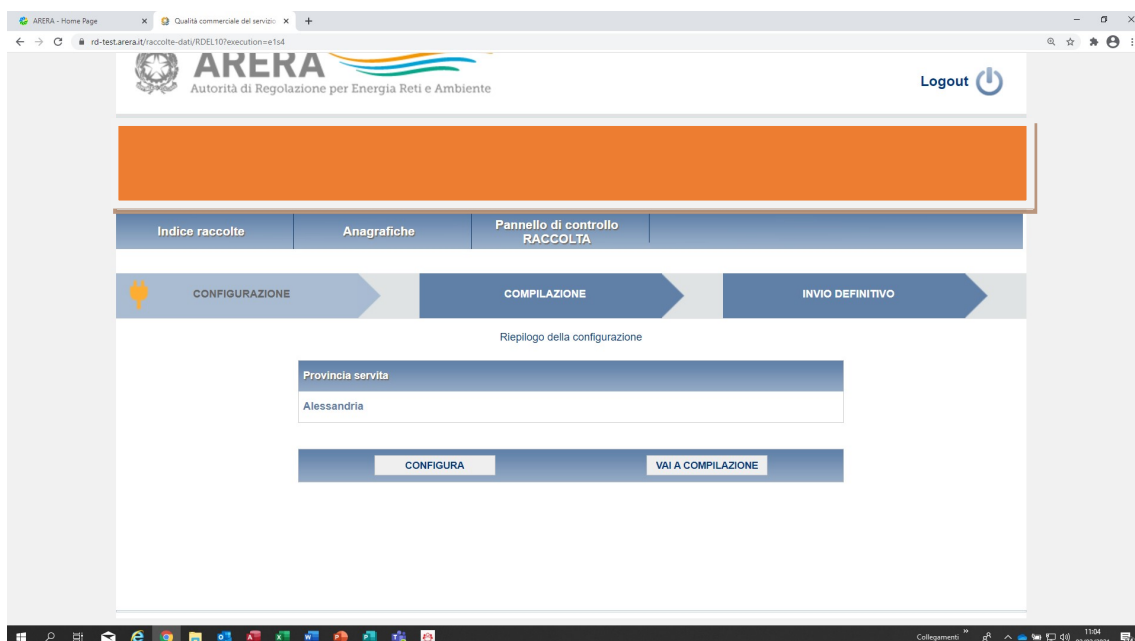 ARERA - Home Page
Qualità commerciale del servizio
rd-test.arera.it/raccolte-dati/RDEL107?execution=e1s4
ARERA
Autorità di Regolazione per Energia Reti e Ambiente
Logout
Indice raccolte
Anagrafiche
Pannello di controllo
RACCOLTA
CONFIGURAZIONE
COMPILAZIONE
INVIO DEFINITIVO
Riepilogo della configurazione
Provincia servita
Alessandria
CONFIGURA
VAI A COMPILAZIONE
Collegamenti
11:04